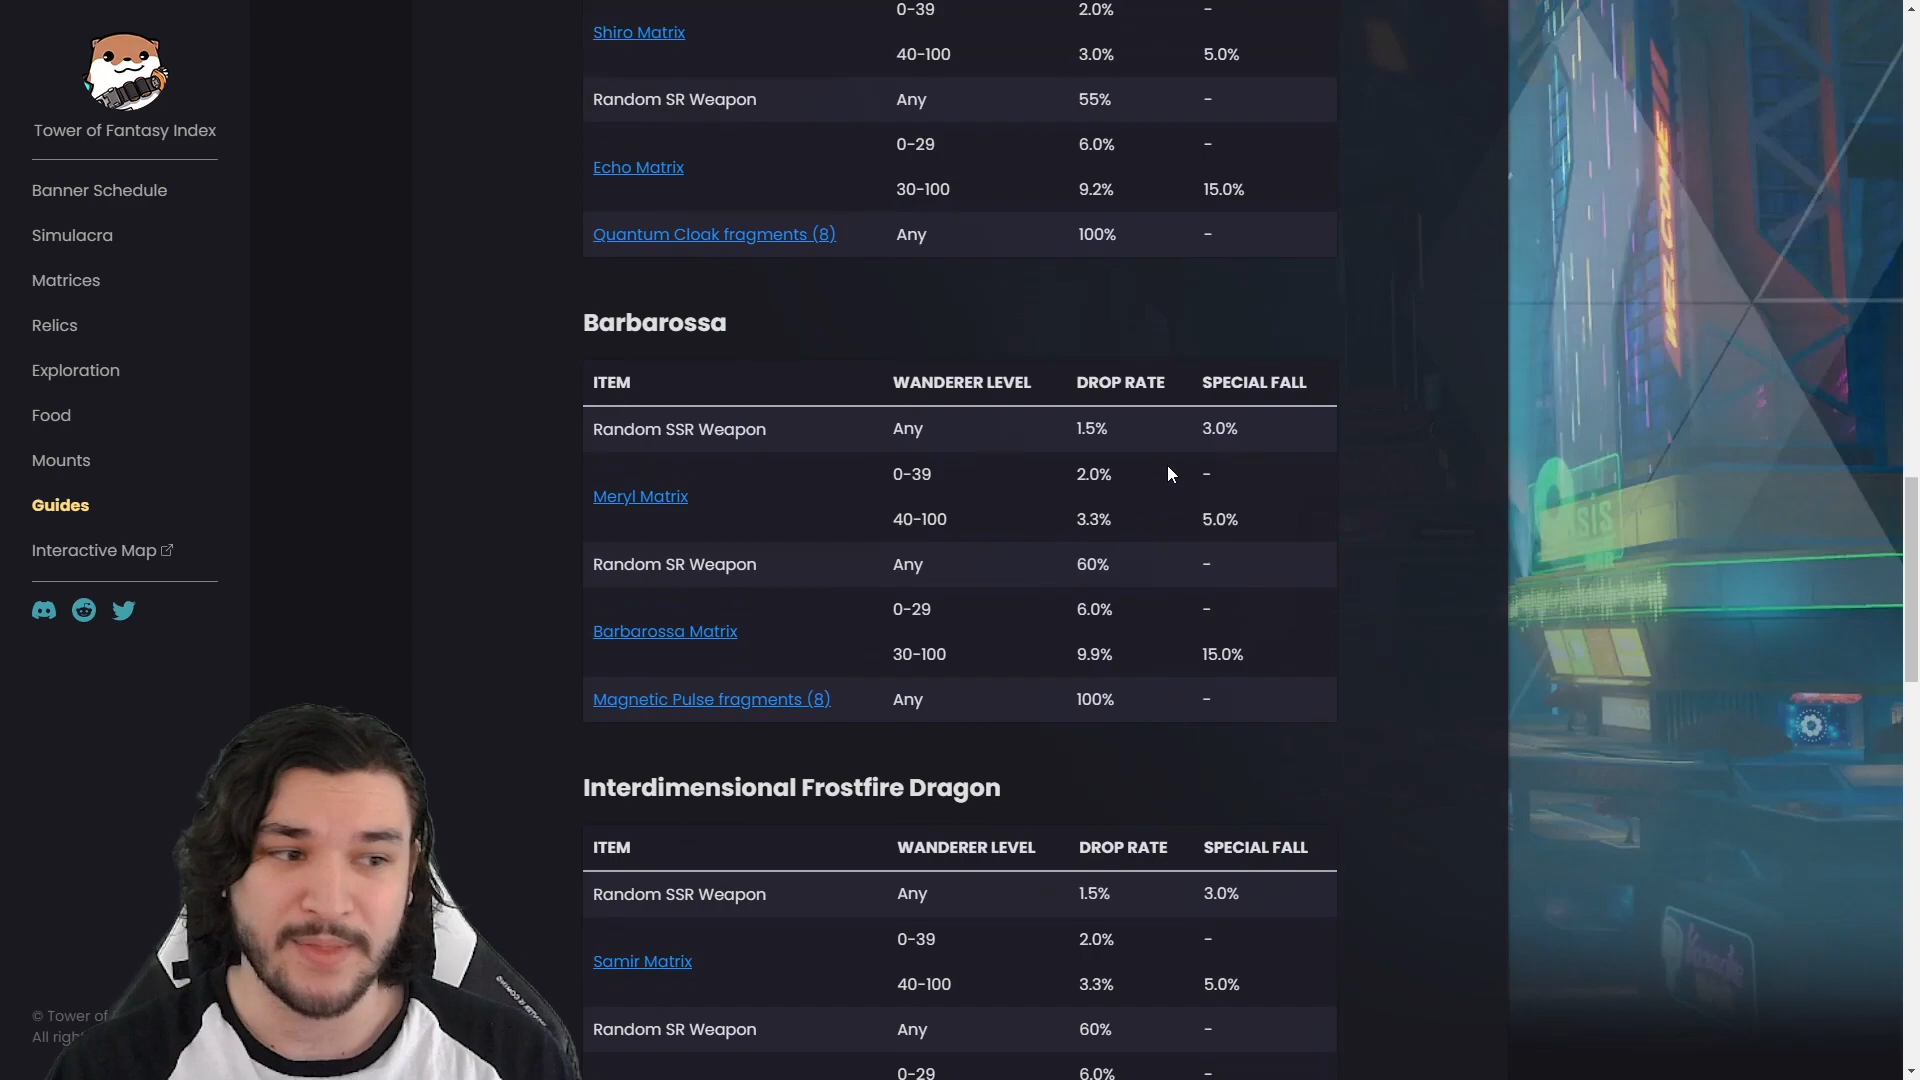 Tower of Fantasy Index
Banner Schedule
Simulacra
Matrices
Relics
Exploration
Food
Mounts
Guides
Interactive Map
© Tower of
All righ
0-39 2.0% -
Shiro Matrix
40-100 3.0% 5.0%
Random SR Weapon Any 55% -
0-29 6.0% -
Echo Matrix
30-100 9.2% 15.0%
Quantum Cloak fragments (8) Any 100% -
Barbarossa
ITEM WANDERER LEVEL DROP RATE SPECIAL FALL
Random SSR Weapon Any 1.5% 3.0%
0-39 2.0% -
Meryl Matrix
40-100 3.3% 5.0%
Random SR Weapon Any 60% -
0-29 6.0% -
Barbarossa Matrix
30-100 9.9% 15.0%
Magnetic Pulse fragments (8) Any 100% -
Interdimensional Frostfire Dragon
ITEM WANDERER LEVEL DROP RATE SPECIAL FALL
Random SSR Weapon Any 1.5% 3.0%
0-39 2.0% -
Samir Matrix
40-100 3.3% 5.0%
Random SR Weapon Any 60% -
0-29 6.0% -